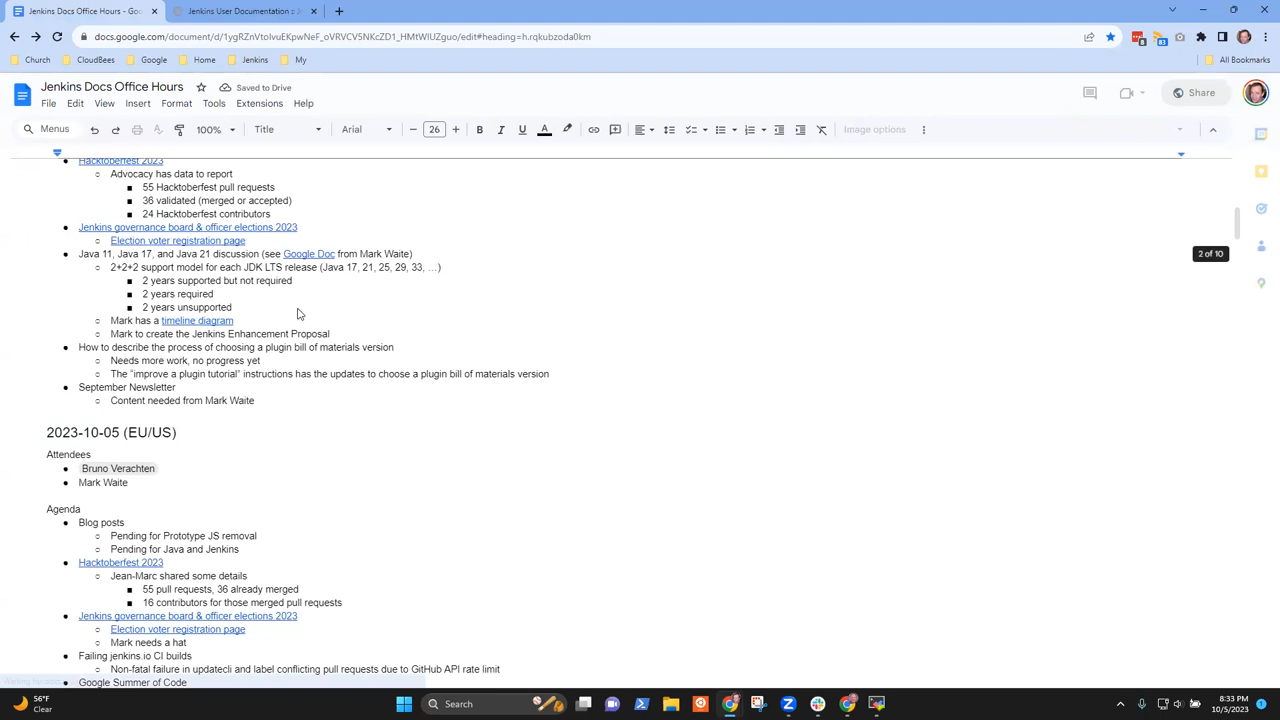 Jenkins Docs Office Hours - Goo
Jenkins User Documentation
docs.google.com/document/d/1ygRZnVtoIvuEKpwNeF_oVRVCV5NKcZD1_HMtWIUZguo/edit#heading=h.rqkubzoda0km
Church
CloudBees
Google
Home
Jenkins
My
All Bookmarks
Jenkins Docs Office Hours
Saved to Drive
File
Edit
View
Insert
Format
Tools
Extensions
Help
Share
Menus
100%
Title
Arial
26
Image options
Hacktoberfest 2023
Advocacy has data to report
55 Hacktoberfest pull requests
36 validated (merged or accepted)
24 Hacktoberfest contributors
Jenkins governance board & officer elections 2023
Election voter registration page
Java 11, Java 17, and Java 21 discussion (see Google Doc from Mark Waite)
2 of 10
2+2+2 support model for each JDK LTS release (Java 17, 21, 25, 29, 33, …)
2 years supported but not required
2 years required
2 years unsupported
Mark has a timeline diagram
Mark to create the Jenkins Enhancement Proposal
How to describe the process of choosing a plugin bill of materials version
Needs more work, no progress yet
The “improve a plugin tutorial” instructions has the updates to choose a plugin bill of materials version
September Newsletter
Content needed from Mark Waite
2023-10-05 (EU/US)
Attendees
Bruno Verachten
Mark Waite
Agenda
Blog posts
Pending for Prototype JS removal
Pending for Java and Jenkins
Hacktoberfest 2023
Jean-Marc shared some details
55 pull requests, 36 already merged
16 contributors for those merged pull requests
Jenkins governance board & officer elections 2023
Election voter registration page
Mark needs a hat
Failing jenkins.io CI builds
Non-fatal failure in updatecli and label conflicting pull requests due to GitHub API rate limit
Google Summer of Code
56°F
Clear
Search
8:33 PM
10/5/2023